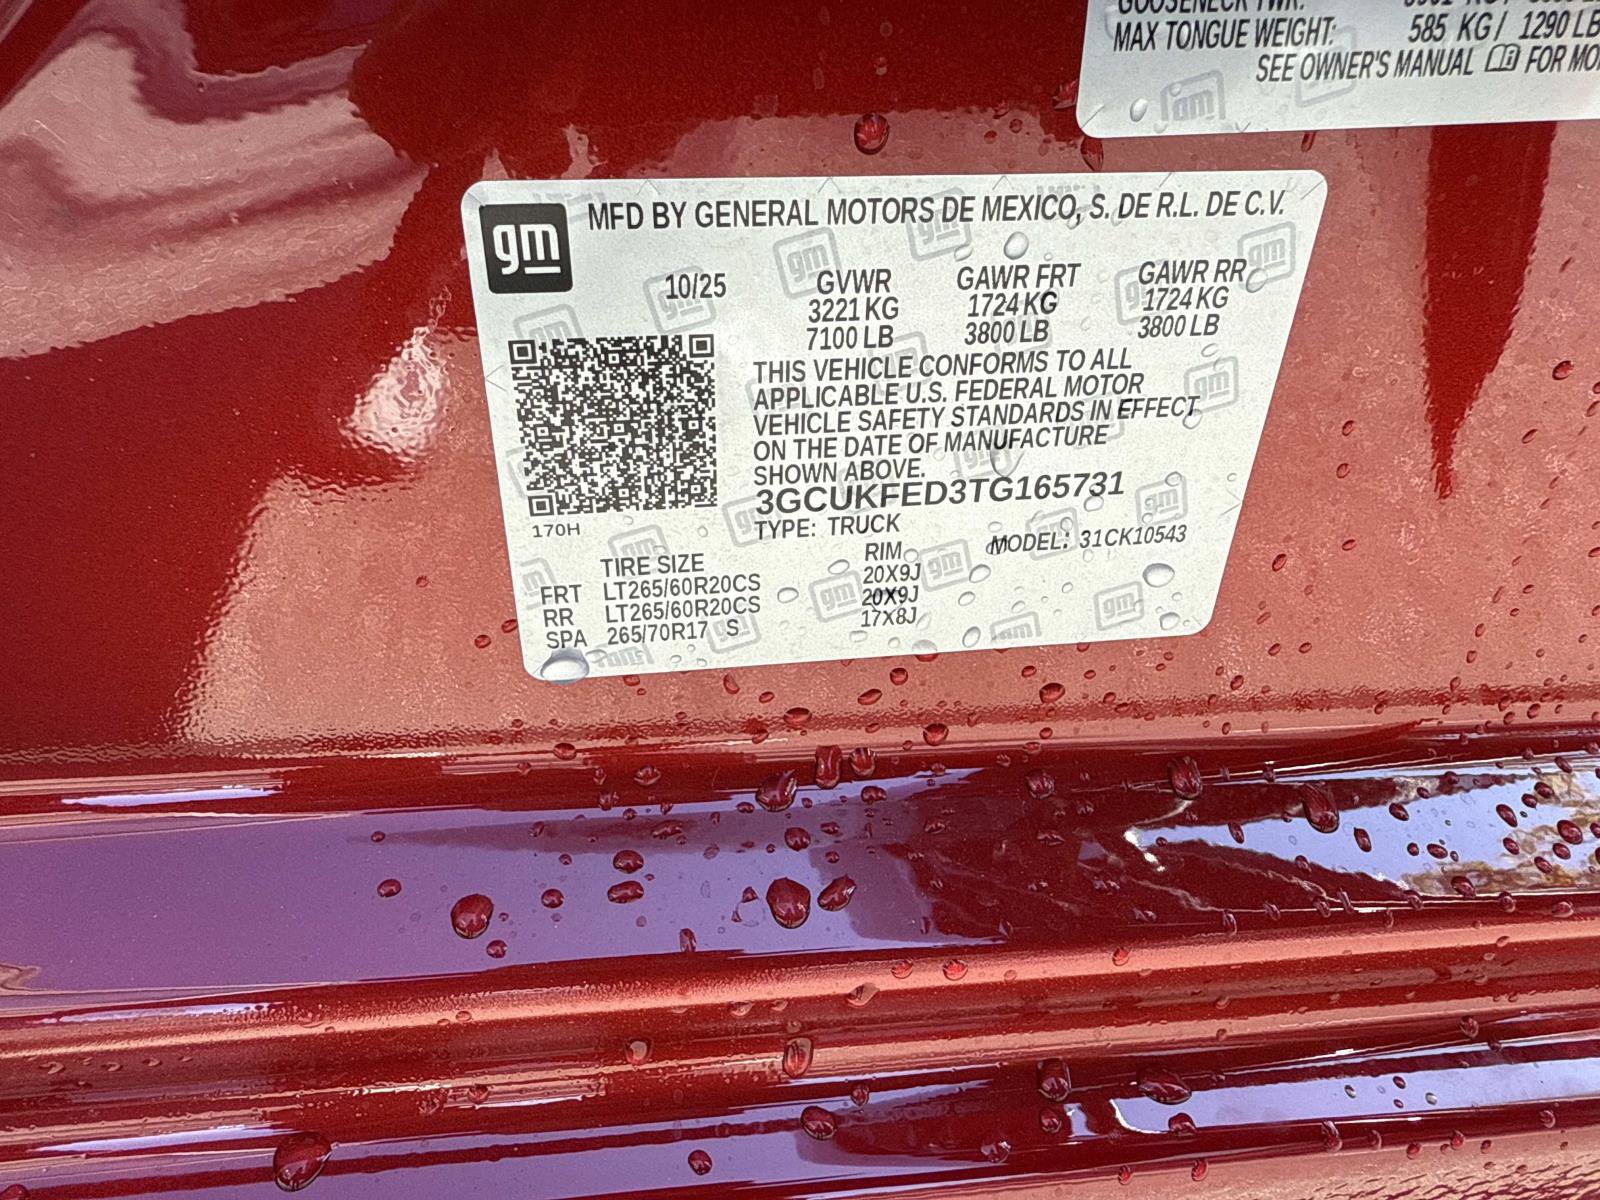 MAX TONGUE WEIGHT: 585 KG / 1290 LB
SEE OWNER'S MANUAL FOR
gm
MFD BY GENERAL MOTORS DE MEXICO, S. DE R.L. DE C.V.
10/25 GVWR GAWR FRT GAWR RR
3221 KG 1724 KG 1724 KG
7100 LB 3800 LB 3800 LB
THIS VEHICLE CONFORMS TO ALL
APPLICABLE U.S. FEDERAL MOTOR
VEHICLE SAFETY STANDARDS IN EFFECT
ON THE DATE OF MANUFACTURE
SHOWN ABOVE.
3GCUKFED3TG165731
170H
TYPE: TRUCK MODEL: 31CK10543
TIRE SIZE RIM
FRT LT265/60R20CS 20X9J
RR LT265/60R20CS 20X9J
SPA 265/70R17 S 17X8J